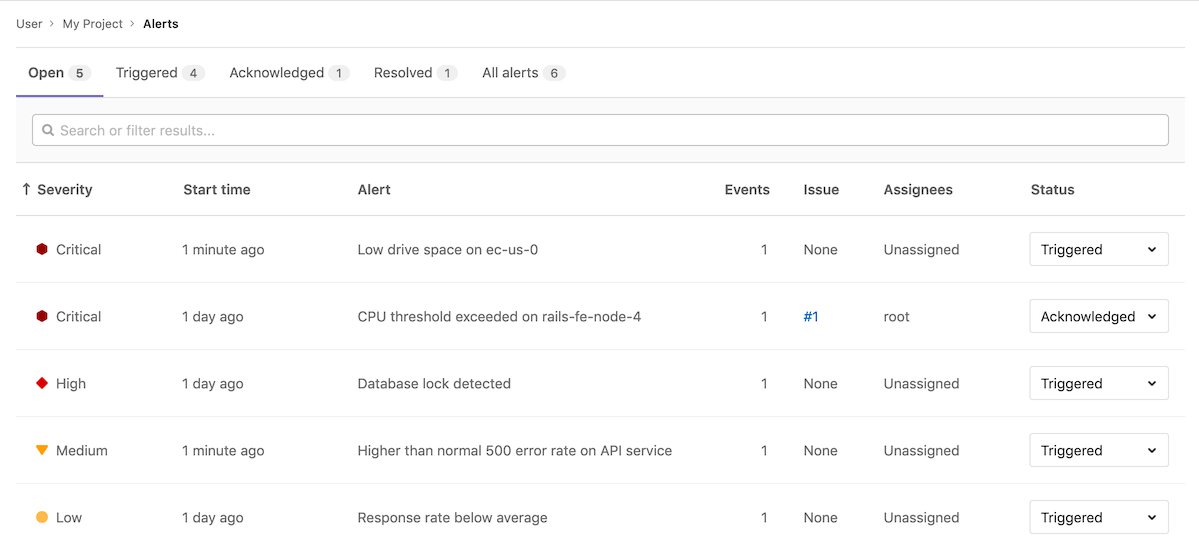 User > My Project > Alerts
Open 5 Triggered 4 Acknowledged 1 Resolved 1 All alerts 6
Search or filter results...
↑ Severity Start time Alert Events Issue Assignees Status
Critical 1 minute ago Low drive space on ec-us-0 1 None Unassigned Triggered
Critical 1 day ago CPU threshold exceeded on rails-fe-node-4 1 #1 root Acknowledged
High 1 day ago Database lock detected 1 None Unassigned Triggered
Medium 1 minute ago Higher than normal 500 error rate on API service 1 None Unassigned Triggered
Low 1 day ago Response rate below average 1 None Unassigned Triggered